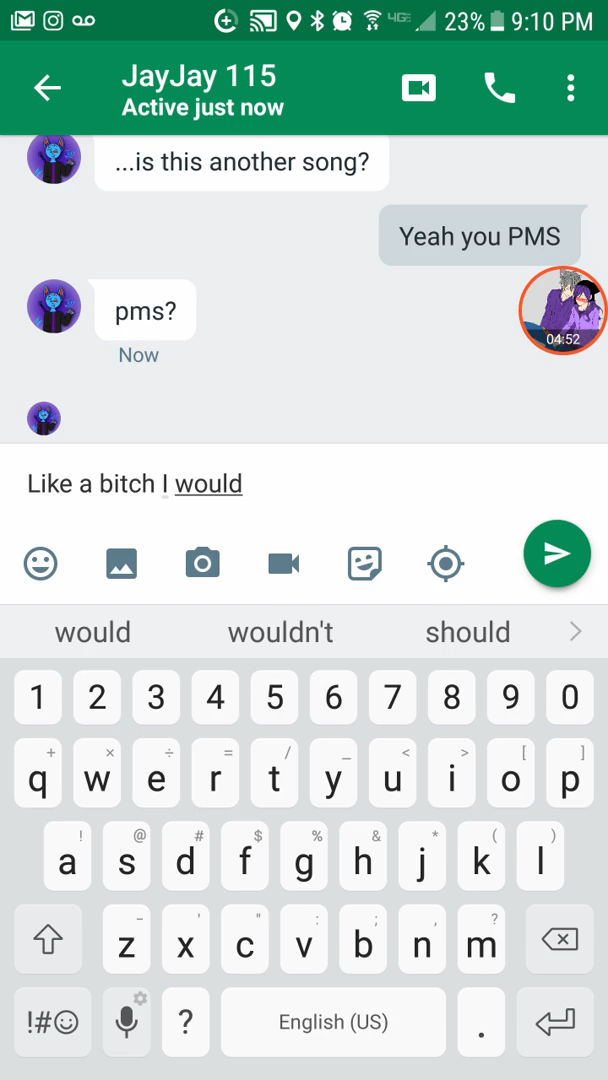 4G 23% 9:10 PM
JayJay 115
Active just now
...is this another song?
Yeah you PMS
pms?
04:52
Now
Like a bitch I would
would wouldn't should
1 2 3 4 5 6 7 8 9 0
+ × ÷ = / _ < > [ ]
q w e r t y u i o p
! @ # $ % & * ( )
a s d f g h j k l
- ' " : ; , ?
z x c v b n m
!#☺ ? English (US) .